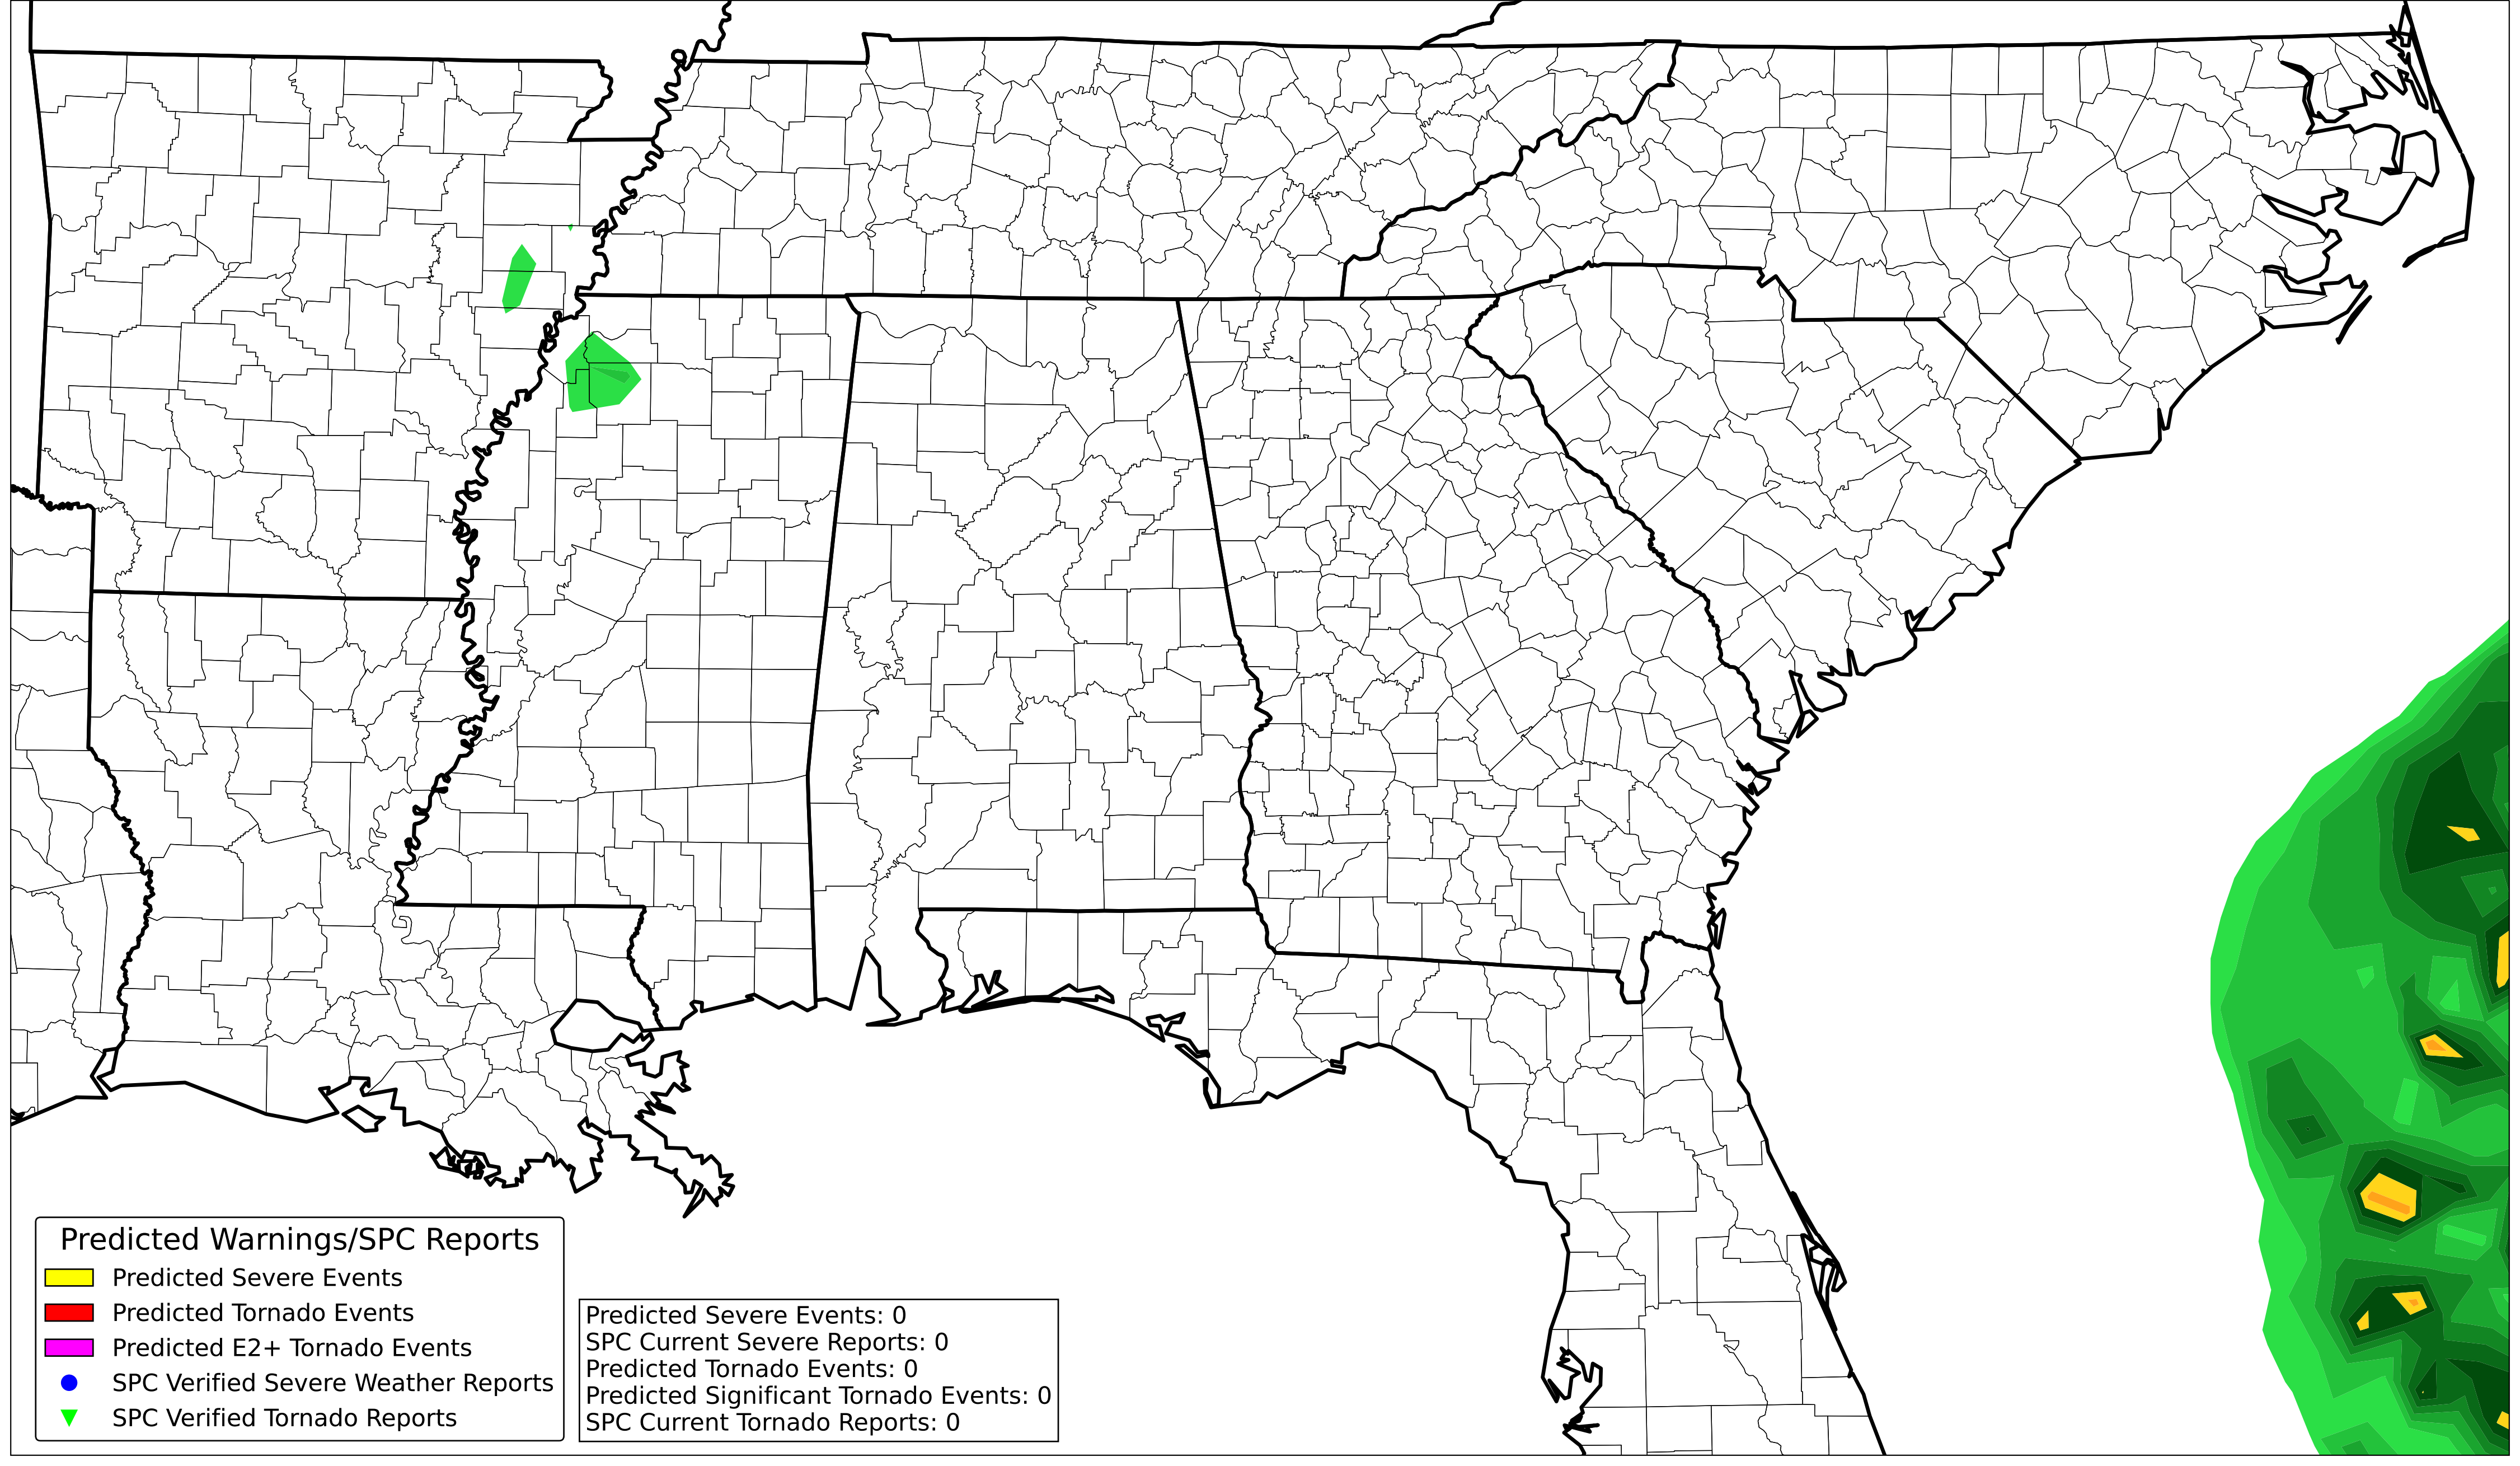 Predicted Warnings/SPC Reports
Predicted Severe Events
Predicted Tornado Events
Predicted E2+ Tornado Events
SPC Verified Severe Weather Reports
SPC Verified Tornado Reports
Predicted Severe Events: 0
SPC Current Severe Reports: 0
Predicted Tornado Events: 0
Predicted Significant Tornado Events: 0
SPC Current Tornado Reports: 0